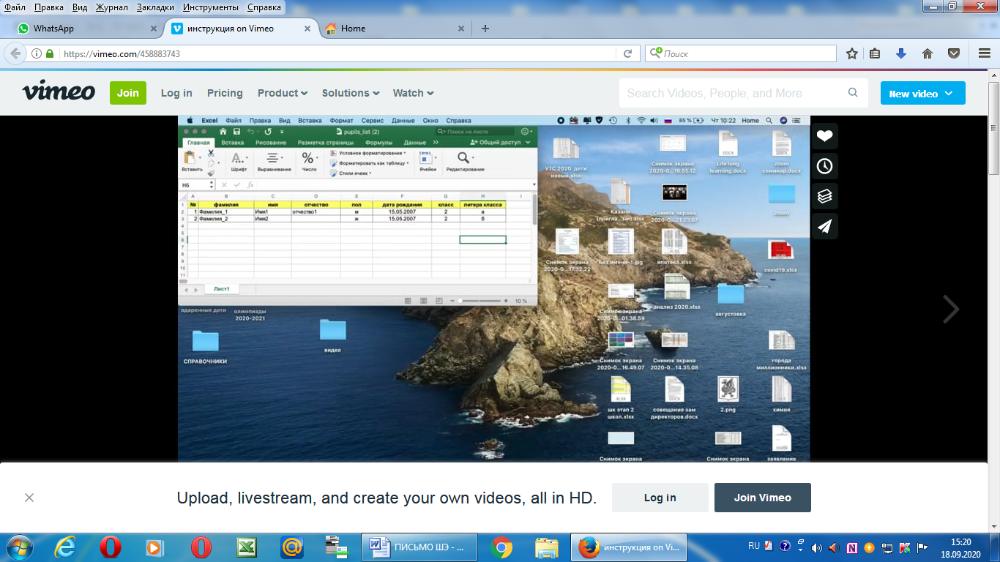 Файл Правка Вид Журнал Закладки Инструменты Справка
WhatsApp
инструкция on Vimeo
Home
https://vimeo.com/458883743
Поиск
vimeo
Join
Log in
Pricing
Product
Solutions
Watch
Search Videos, People, and More
New video
Excel Файл Правка Вид Вставка Формат Сервис Данные Окно Справка
85 %
Чт 10:22 Home
pupils_list (2)
Поиск на листе
Главная Вставка Рисование Разметка страницы Формулы Данные
Общий доступ
Вставить
Шрифт
Выравнивание
Число
Условное форматирование
Форматировать как таблицу
Стили ячеек
Ячейки
Редактирование
H6
fx
A B C D E F G H I
№ фамилия имя отчество пол дата рождения класс литера класса
1 Фамилия_1 Имя1 отчество1 м 15.05.2007 2 а
2 Фамилия_2 Имя2 ж 15.05.2007 2 б
1
2
3
4
5
6
7
8
9
10
11
Лист1
10 %
одаренные дети
олимпиады
2020-2021
СПРАВОЧНИКИ
видео
УТС 2020 дети
новый.xlsx
Снимок экрана
2020-0...16.55.12
Life long
learning.docx
zoom
семинар.docx
Казань
(пригла...ий).xlsx
Снимок экрана
2020-0...21.23.07
zoom
Снимок экрана
2020-0...17.32.22
Без имени-1.jpg
ипотека.xlsx
covid19.xlsx
Снимок экрана
2020-0...01.38.59
анализ 2020.xlsx
августовка
Снимок экрана
2020-0...16.49.07
Снимок экрана
2020-0...14.35.08
города
миллионники.xlsx
шк этап 2
школ.xlsx
совещание зам
директоров.docx
2.png
химия
Снимок экрана
Снимок экрана
заявление
Upload, livestream, and create your own videos, all in HD.
Log in
Join Vimeo
ПИСЬМО ШЭ - ...
инструкция on Vi...
RU
15:20
18.09.2020